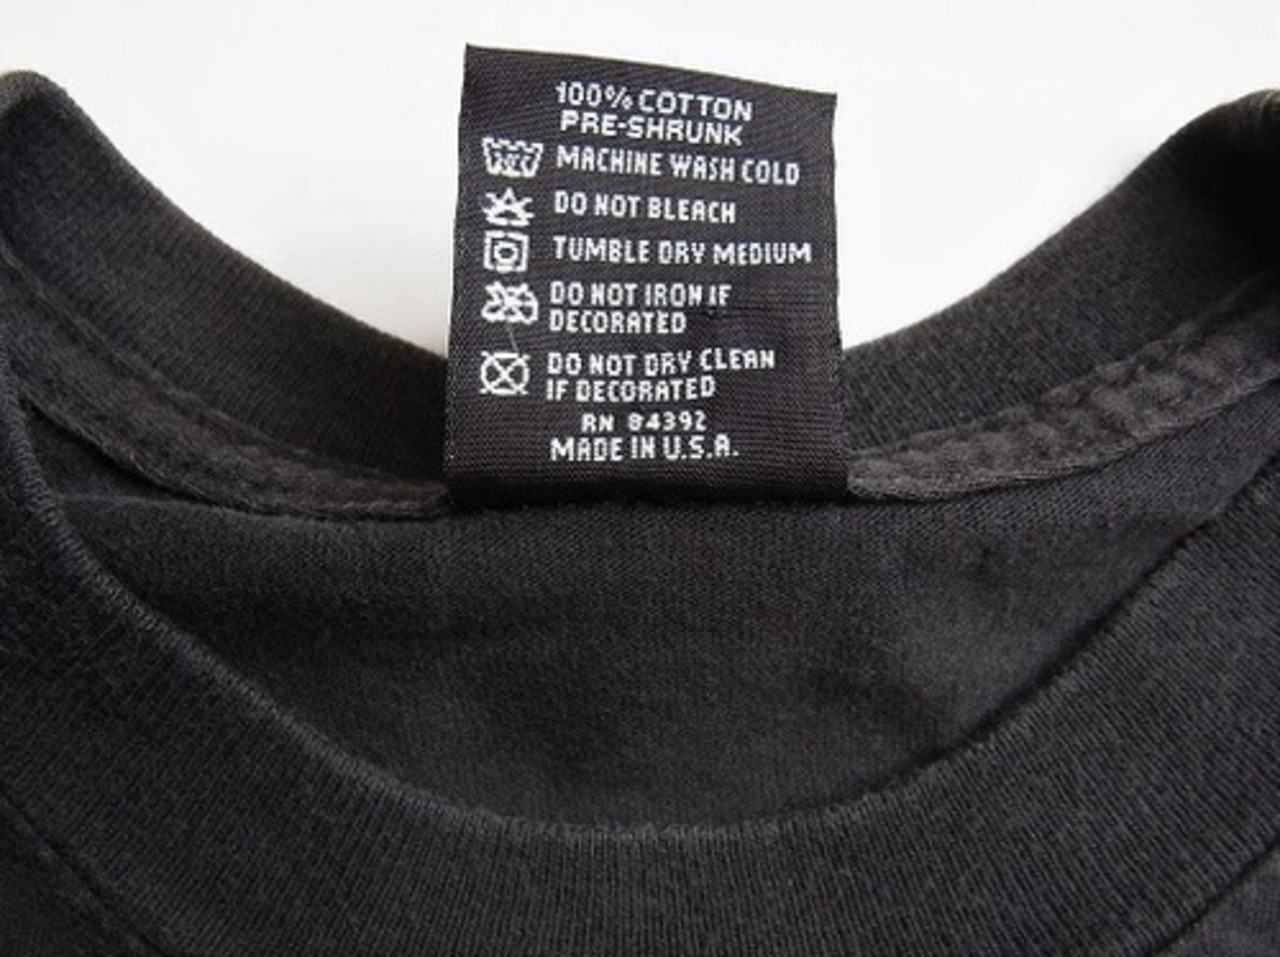 100% COTTON
PRE-SHRUNK
MACHINE WASH COLD
DO NOT BLEACH
TUMBLE DRY MEDIUM
DO NOT IRON IF
DECORATED
DO NOT DRY CLEAN
IF DECORATED
RN 84392
MADE IN U.S.A.